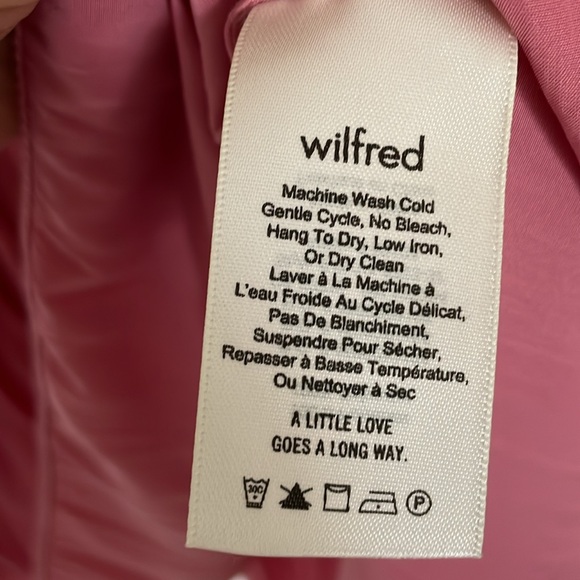 wilfred
Machine Wash Cold
Gentle Cycle, No Bleach,
Hang To Dry, Low Iron,
Or Dry Clean
Laver à La Machine à
L'eau Froide Au Cycle Délicat,
Pas De Blanchiment,
Suspendre Pour Sécher,
Repasser à Basse Température,
Ou Nettoyer à Sec
A LITTLE LOVE
GOES A LONG WAY.
30C P